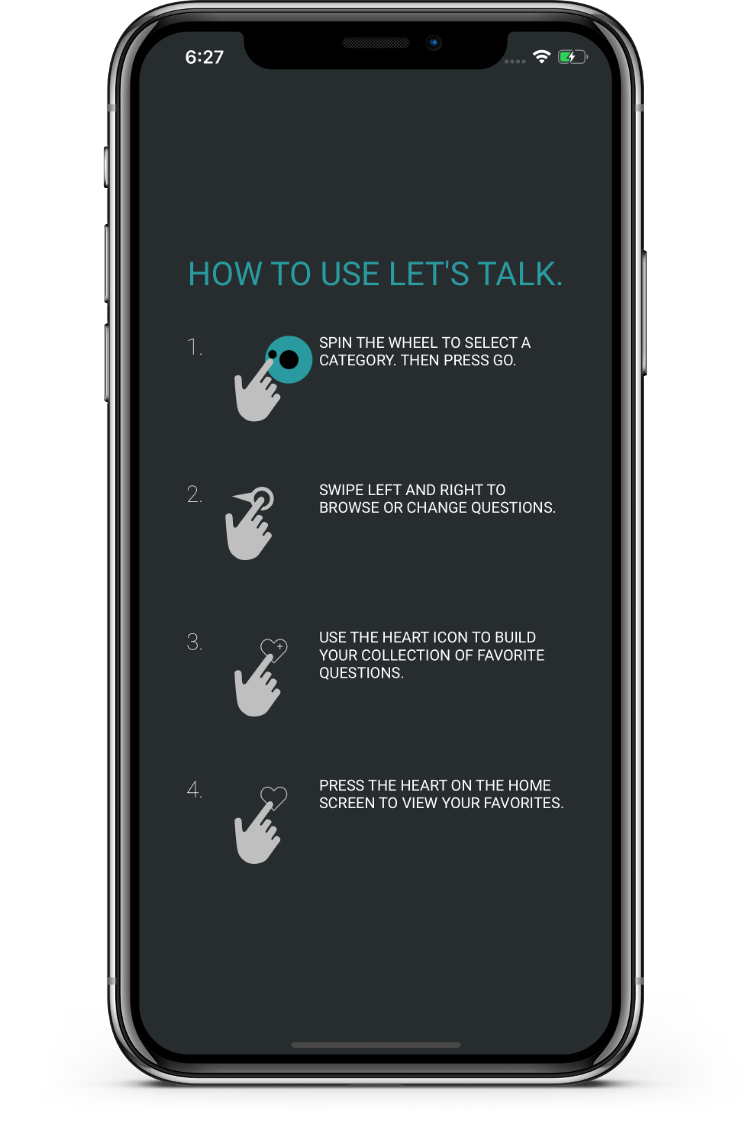 6:27
HOW TO USE LET'S TALK.
1.
SPIN THE WHEEL TO SELECT A
CATEGORY. THEN PRESS GO.
2.
SWIPE LEFT AND RIGHT TO
BROWSE OR CHANGE QUESTIONS.
3.
USE THE HEART ICON TO BUILD
YOUR COLLECTION OF FAVORITE
QUESTIONS.
4.
PRESS THE HEART ON THE HOME
SCREEN TO VIEW YOUR FAVORITES.